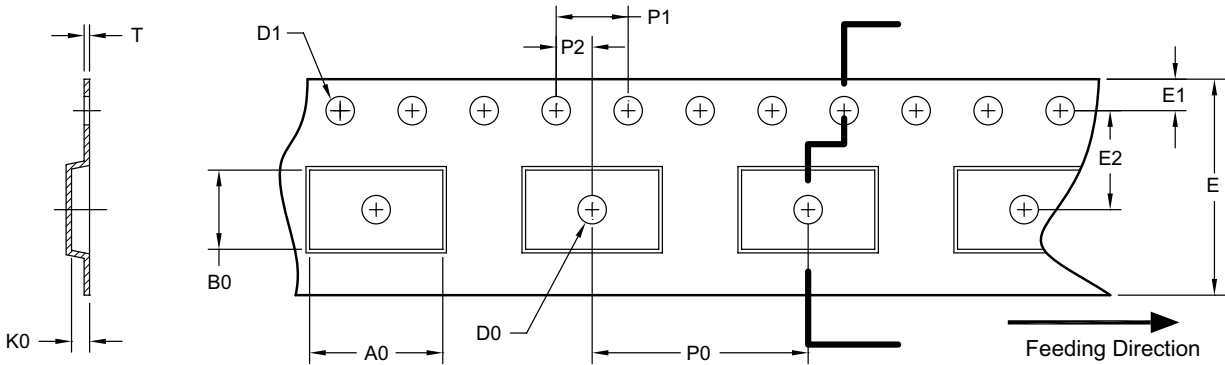 P1
T
D1
P2
E1
E2
E
B0
D0
K0
A0
P0
Feeding Direction